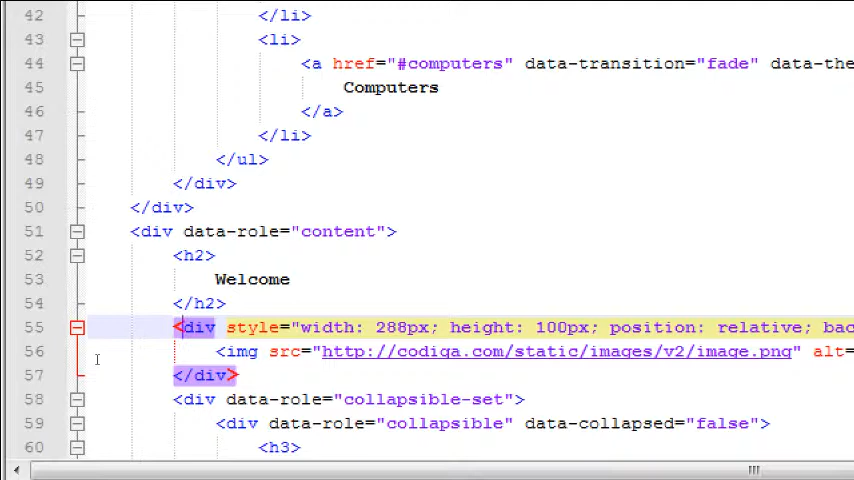 42 </li>
43 <li>
44 <a href="#computers" data-transition="fade" data-the
45 Computers
46 </a>
47 </li>
48 </ul>
49 </div>
50 </div>
51 <div data-role="content">
52 <h2>
53 Welcome
54 </h2>
55 <div style="width: 288px; height: 100px; position: relative; bac
56 <img src="http://codiqa.com/static/images/v2/image.png" alt=
57 </div>
58 <div data-role="collapsible-set">
59 <div data-role="collapsible" data-collapsed="false">
60 <h3>